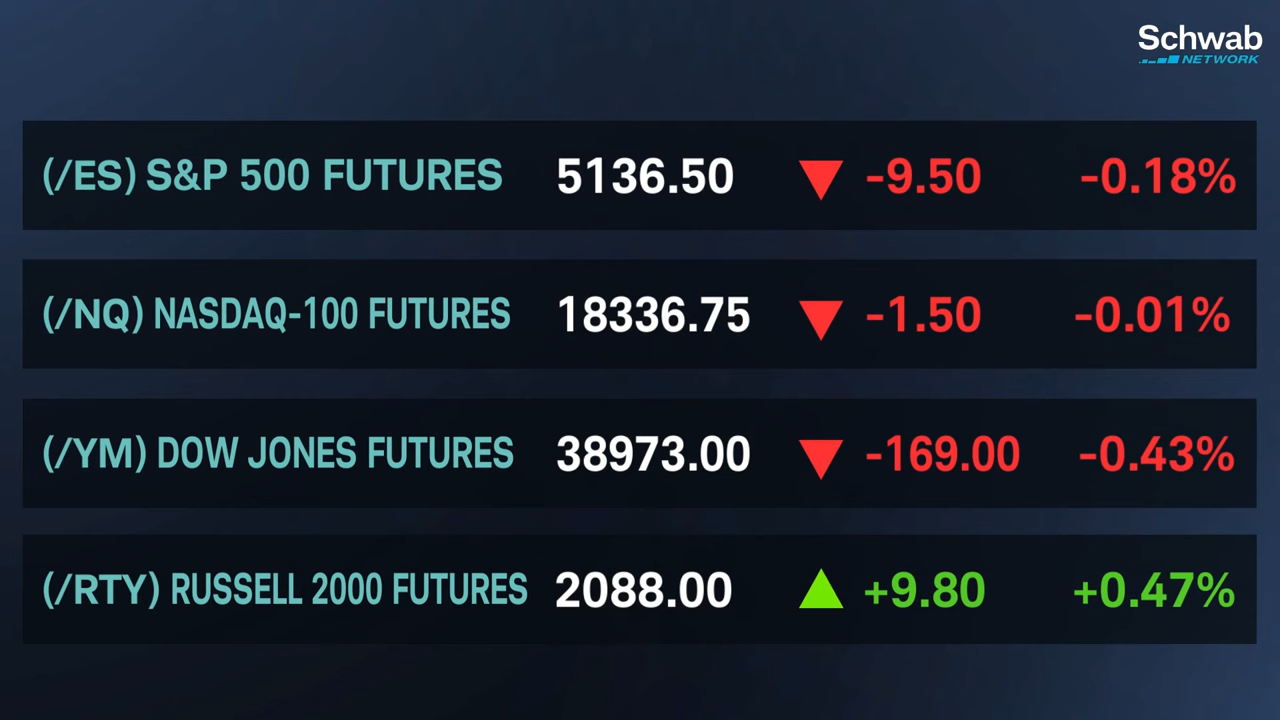 Schwab
NETWORK
(/ES) S&P 500 FUTURES 5136.50 ▼ -9.50 -0.18%
(/NQ) NASDAQ-100 FUTURES 18336.75 ▼ -1.50 -0.01%
(/YM) DOW JONES FUTURES 38973.00 ▼ -169.00 -0.43%
(/RTY) RUSSELL 2000 FUTURES 2088.00 ▲ +9.80 +0.47%